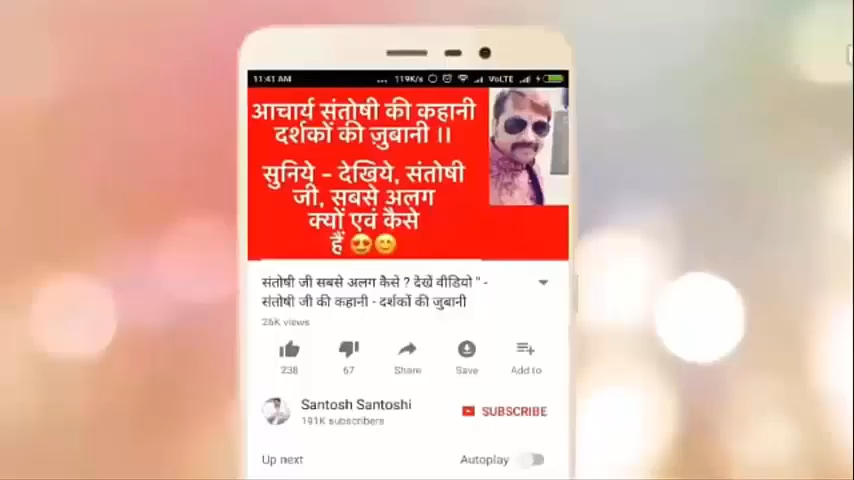 11:41 AM ... 119K/s VoLTE
आचार्य संतोषी की कहानी
दर्शकों की ज़ुबानी ।।
सुनिये - देखिये, संतोषी
जी, सबसे अलग
क्यों एवं कैसे
हैं 😍😊
संतोषी जी सबसे अलग कैसे ? देखें वीडियो " -
संतोषी जी की कहानी - दर्शकों की जुबानी
26K views
238 67 Share Save Add to
Santosh Santoshi
191K subscribers
SUBSCRIBE
Up next Autoplay